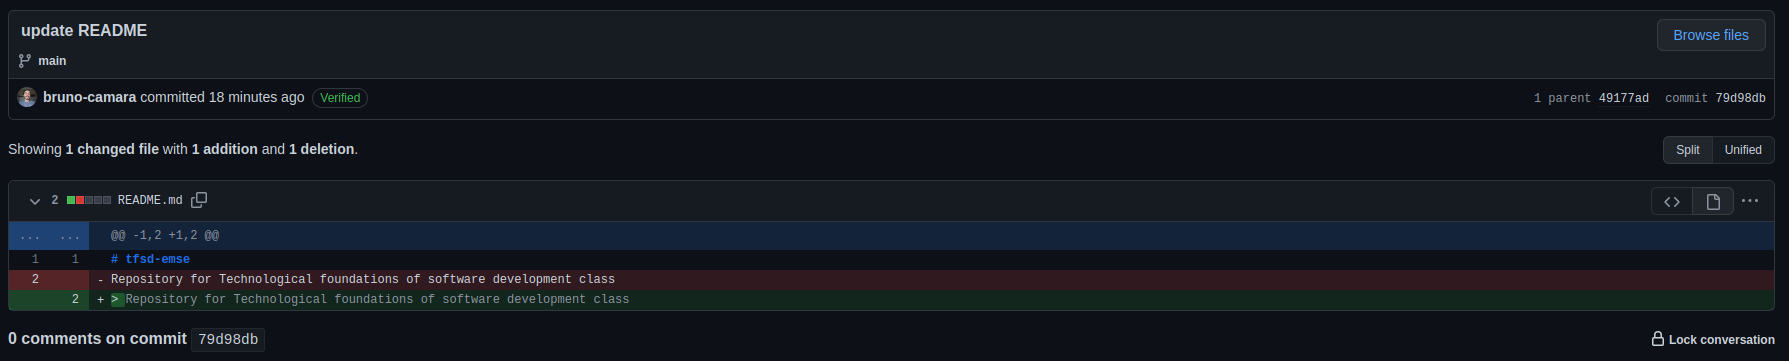 update README
Browse files
main
bruno-camara committed 18 minutes ago Verified
1 parent 49177ad commit 79d98db
Showing 1 changed file with 1 addition and 1 deletion.
Split Unified
2 README.md
... ... @@ -1,2 +1,2 @@
1 1 # tfsd-emse
2 - Repository for Technological foundations of software development class
2 + > Repository for Technological foundations of software development class
0 comments on commit 79d98db
Lock conversation